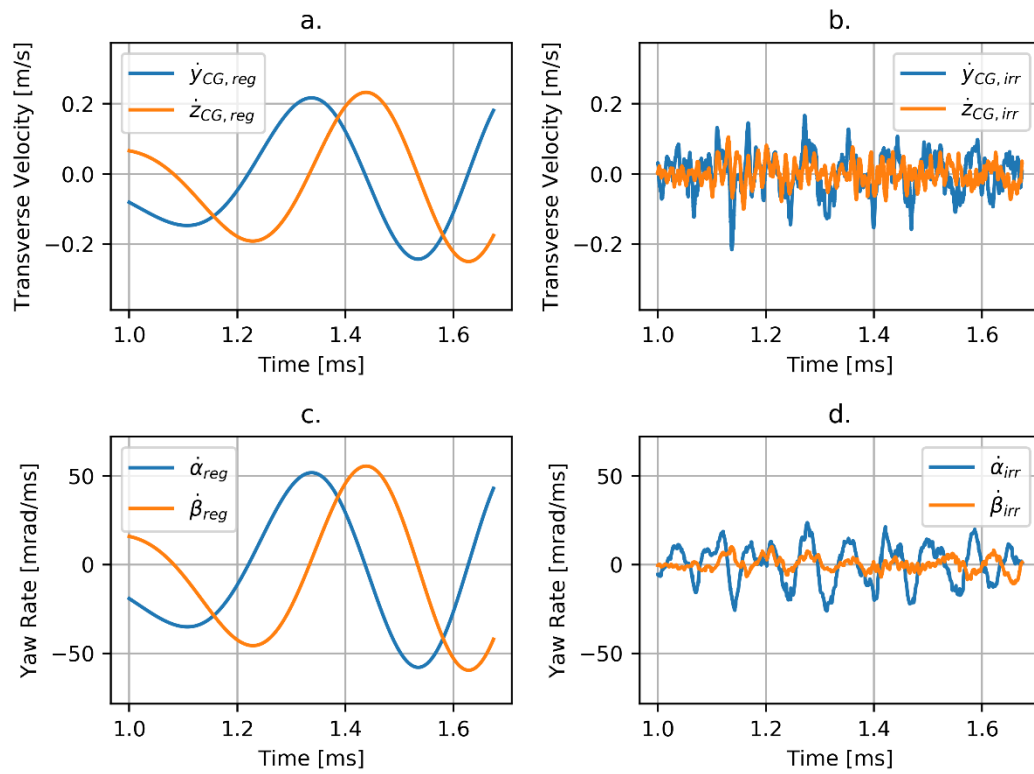 a.
Transverse Velocity [m/s]
0.2
0.0
−0.2
ẏCG, reg
żCG, reg
1.0 1.2 1.4 1.6
Time [ms]
b.
Transverse Velocity [m/s]
0.2
0.0
−0.2
ẏCG, irr
żCG, irr
1.0 1.2 1.4 1.6
Time [ms]
c.
Yaw Rate [mrad/ms]
50
0
−50
α̇reg
β̇reg
1.0 1.2 1.4 1.6
Time [ms]
d.
Yaw Rate [mrad/ms]
50
0
−50
α̇irr
β̇irr
1.0 1.2 1.4 1.6
Time [ms]